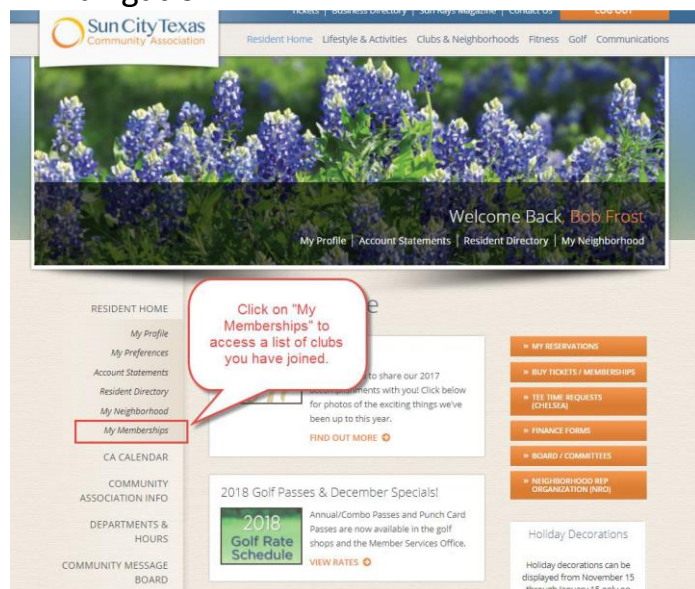 Sun City Texas
Community Association
Tickets | Business Directory | Sun Rays Magazine | Contact Us
LOG OUT
Resident Home Lifestyle & Activities Clubs & Neighborhoods Fitness Golf Communications
Welcome Back, Bob Frost
My Profile | Account Statements | Resident Directory | My Neighborhood
RESIDENT HOME
My Profile
My Preferences
Account Statements
Resident Directory
My Neighborhood
My Memberships
CA CALENDAR
COMMUNITY
ASSOCIATION INFO
DEPARTMENTS &
HOURS
COMMUNITY MESSAGE
BOARD
Click on "My
Memberships" to
access a list of clubs
you have joined.
to share our 2017
accomplishments with you! Click below
for photos of the exciting things we've
been up to this year.
FIND OUT MORE
2018 Golf Passes & December Specials!
2018
Golf Rate
Schedule
Annual/Combo Passes and Punch Card
Passes are now available in the golf
shops and the Member Services Office.
VIEW RATES
» MY RESERVATIONS
» BUY TICKETS / MEMBERSHIPS
» TEE TIME REQUESTS
(CHELSEA)
» FINANCE FORMS
» BOARD / COMMITTEES
» NEIGHBORHOOD REP
ORGANIZATION (NRO)
Holiday Decorations
Holiday decorations can be
displayed from November 15
through January 15 only on